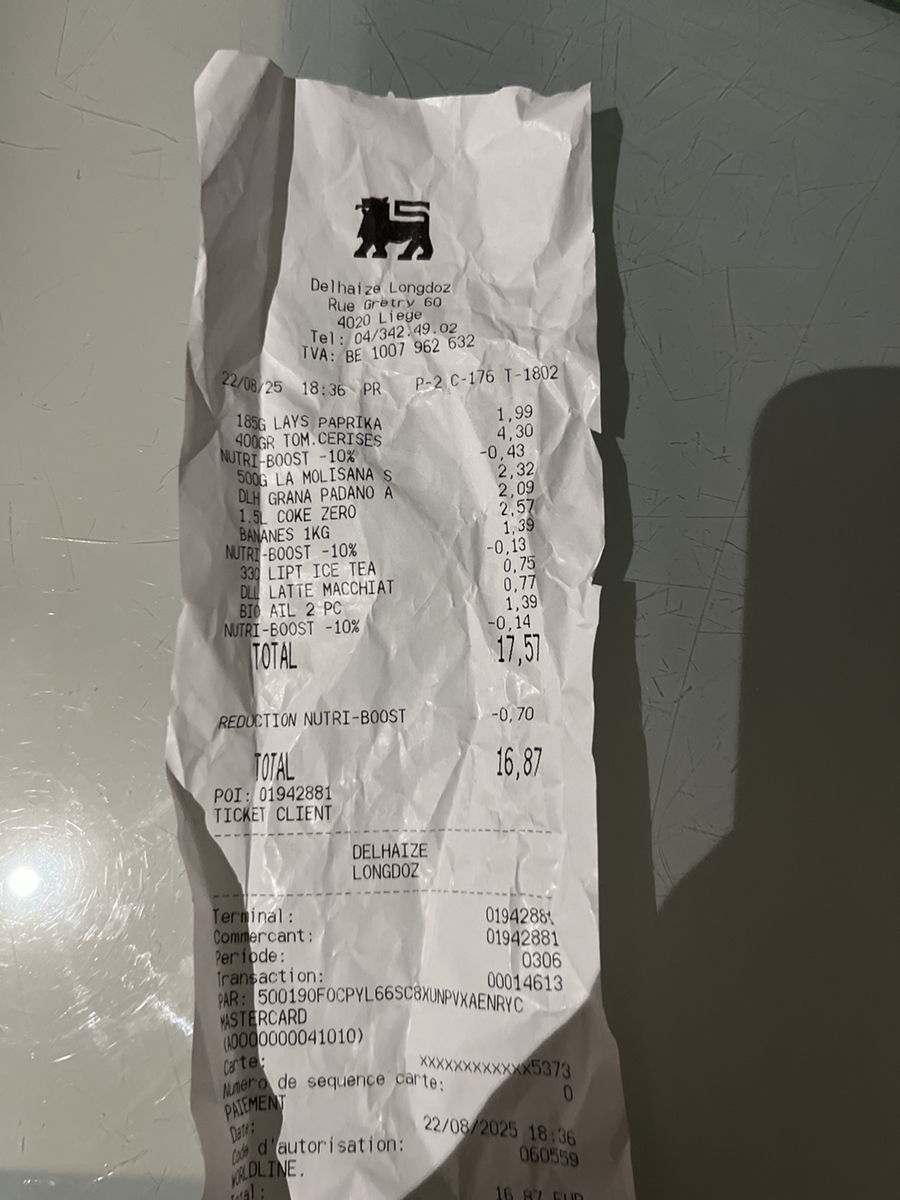 Delhaize Longdoz
Rue Gretry 60
4020 Liege
Tel: 04/342.49.02
TVA: BE 1007 962 632
22/08/25 18:36 PR P-2 C-176 T-1802
185G LAYS PAPRIKA 1,99
400GR TOM.CERISES 4,30
NUTRI-BOOST -10% -0,43
500G LA MOLISANA S 2,32
DLH GRANA PADANO A 2,09
1.5L COKE ZERO 2,57
BANANES 1KG 1,39
NUTRI-BOOST -10% -0,13
330 LIPT ICE TEA 0,75
DLL LATTE MACCHIAT 0,77
BIO AIL 2 PC 1,39
NUTRI-BOOST -10% -0,14
TOTAL 17,57
REDUCTION NUTRI-BOOST -0,70
TOTAL 16,87
POI: 01942881
TICKET CLIENT
DELHAIZE
LONGDOZ
Terminal: 01942881
Commercant: 01942881
Periode: 0306
Transaction: 00014613
PAR: 500190FOCPYL66SC8XUNPVXAENRYC
MASTERCARD
(A0000000041010)
Carte: xxxxxxxxxxxx5373
Numero de sequence carte: 0
PAIEMENT
Date: 22/08/2025 18:36
Code d'autorisation: 060559
WORLDLINE.
Total: 16,87 EUR